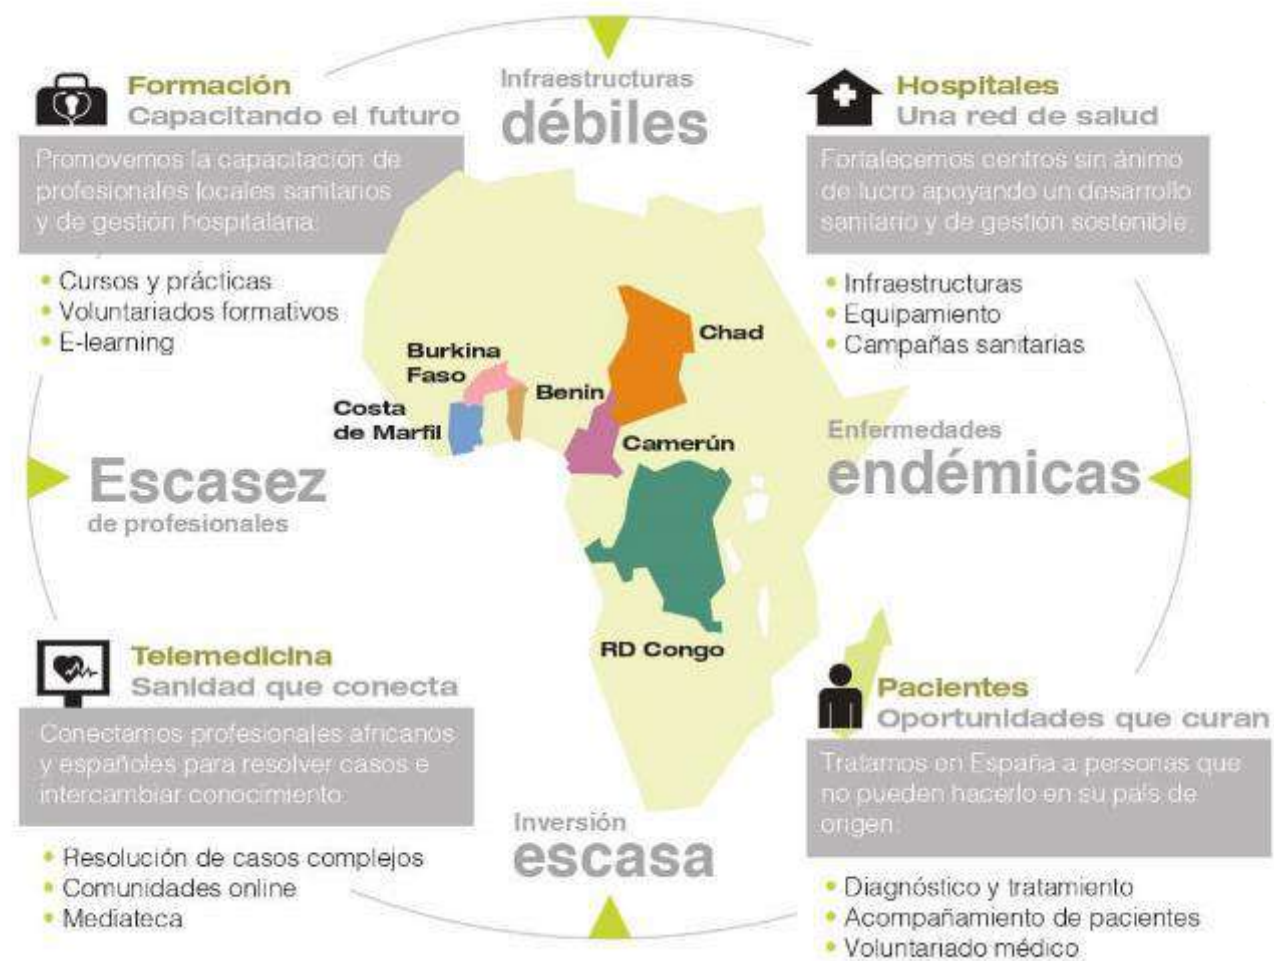 Formación
Capacitando el futuro
Promovemos la capacitación de
profesionales locales sanitarios
y de gestión hospitalaria.
• Cursos y prácticas
• Voluntariados formativos
• E-learning
Infraestructuras
débiles
Hospitales
Una red de salud
Fortalecemos centros sin ánimo
de lucro apoyando un desarrollo
sanitario y de gestión sostenible.
• Infraestructuras
• Equipamiento
• Campañas sanitarias
Chad
Burkina
Faso
Benin
Costa
de Marfil
Camerún
RD Congo
Escasez
de profesionales
Enfermedades
endémicas
Telemedicina
Sanidad que conecta
Conectamos profesionales africanos
y españoles para resolver casos e
intercambiar conocimiento
• Resolución de casos complejos
• Comunidades online
• Mediateca
Inversión
escasa
Pacientes
Oportunidades que curan
Tratamos en España a personas que
no pueden hacerlo en su país de
origen:
• Diagnóstico y tratamiento
• Acompañamiento de pacientes
• Voluntariado médico